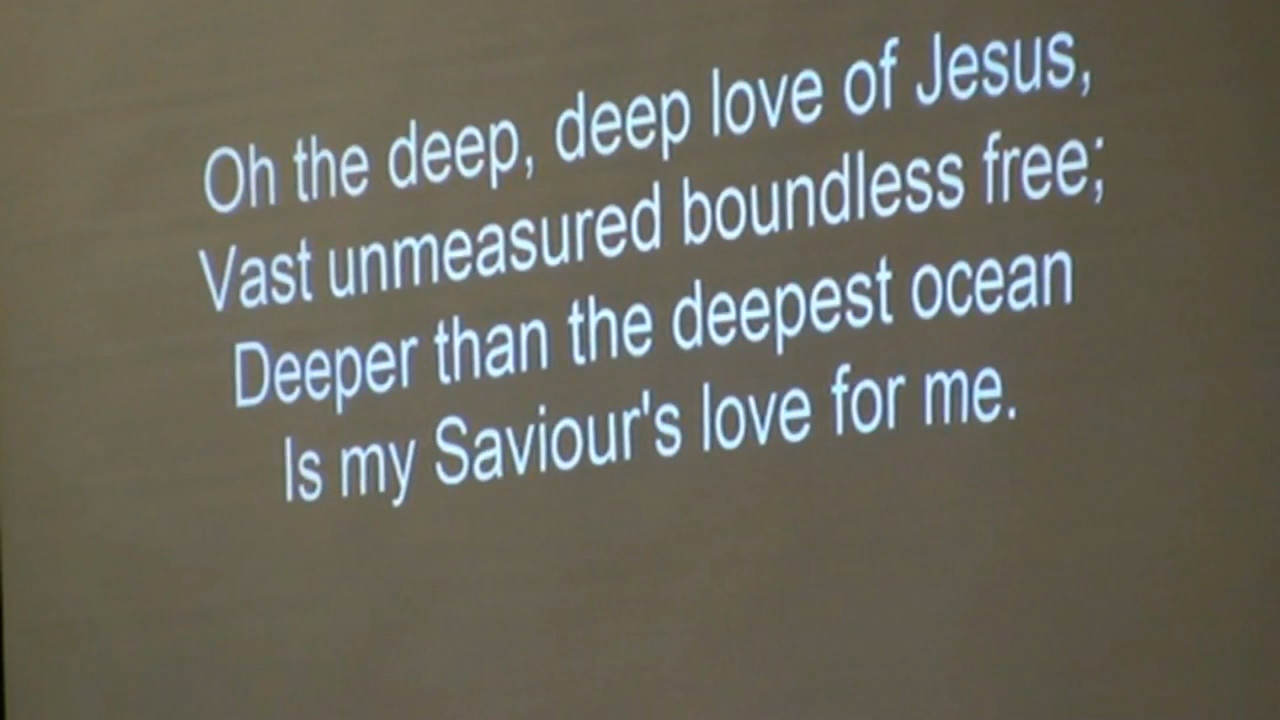 Oh the deep, deep love of Jesus,
Vast unmeasured boundless free;
Deeper than the deepest ocean
Is my Saviour's love for me.